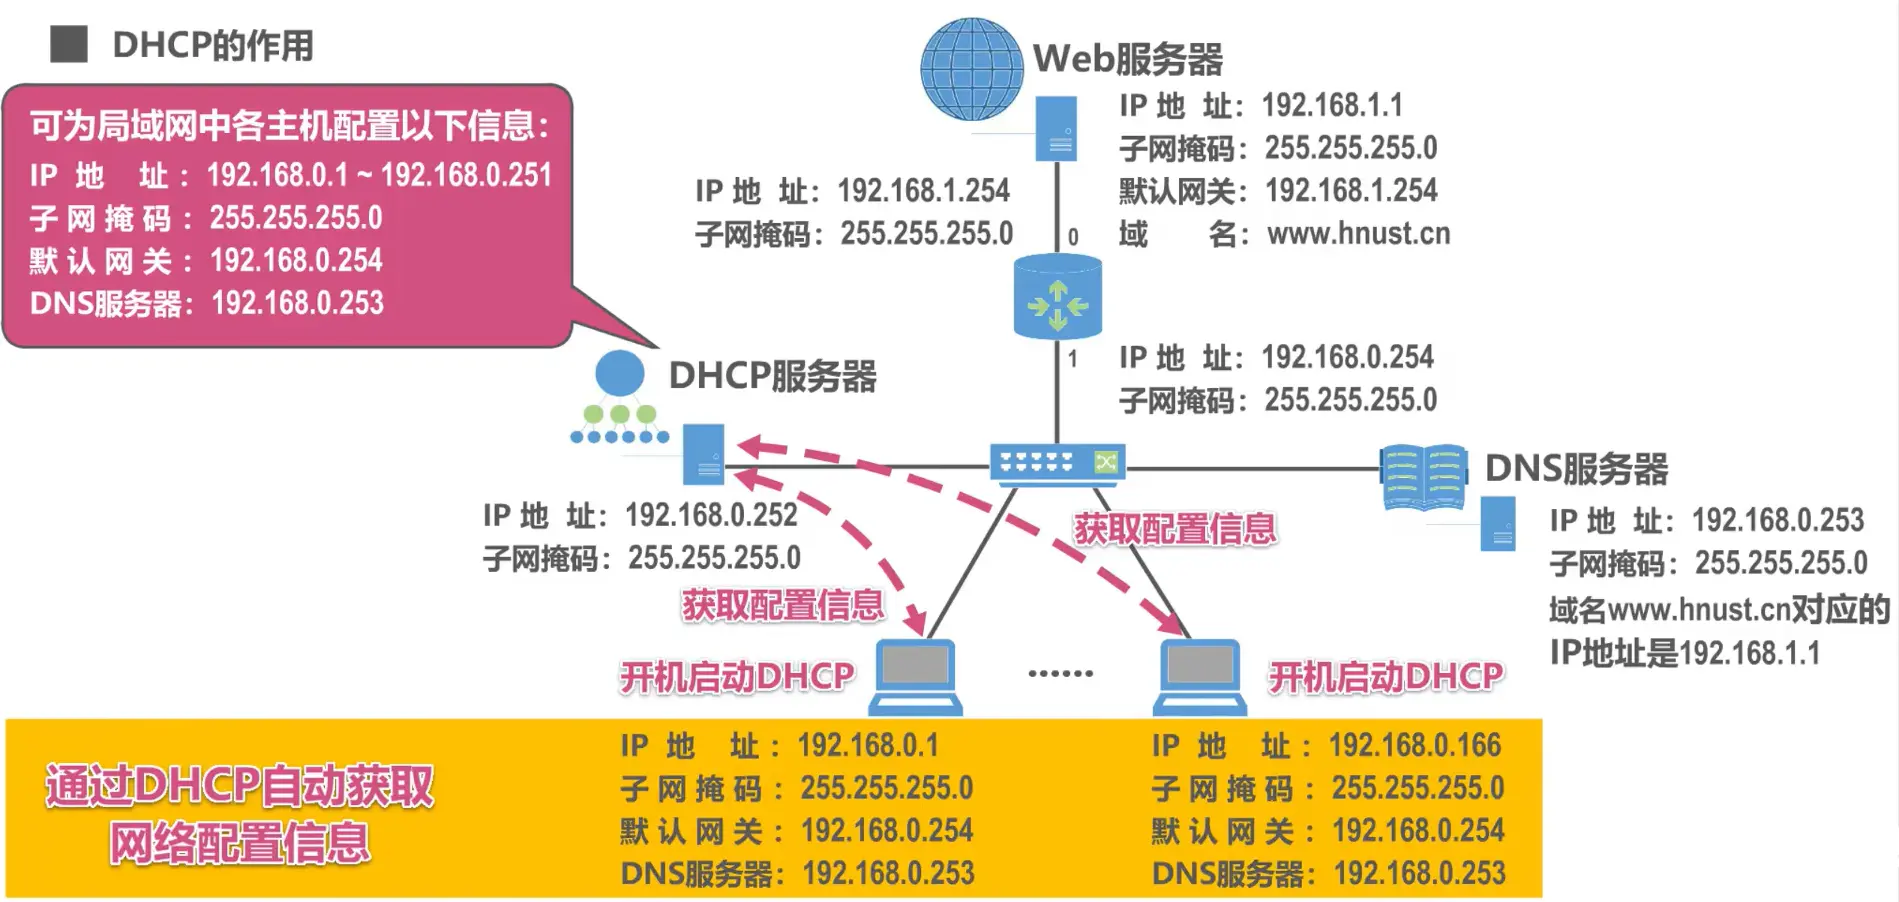 DHCP的作用
可为局域网中各主机配置以下信息：
IP 地 址：192.168.0.1 ~ 192.168.0.251
子网掩码：255.255.255.0
默认网关：192.168.0.254
DNS服务器：192.168.0.253
Web服务器
IP 地 址：192.168.1.1
子网掩码：255.255.255.0
默认网关：192.168.1.254
域 名：www.hnust.cn
IP 地 址：192.168.1.254
子网掩码：255.255.255.0
0
1
IP 地 址：192.168.0.254
子网掩码：255.255.255.0
DHCP服务器
IP 地 址：192.168.0.252
子网掩码：255.255.255.0
DNS服务器
IP 地 址：192.168.0.253
子网掩码：255.255.255.0
域名www.hnust.cn对应的
IP地址是192.168.1.1
获取配置信息
获取配置信息
开机启动DHCP
······
开机启动DHCP
通过DHCP自动获取
网络配置信息
IP 地 址：192.168.0.1
子网掩码：255.255.255.0
默认网关：192.168.0.254
DNS服务器：192.168.0.253
IP 地 址：192.168.0.166
子网掩码：255.255.255.0
默认网关：192.168.0.254
DNS服务器：192.168.0.253